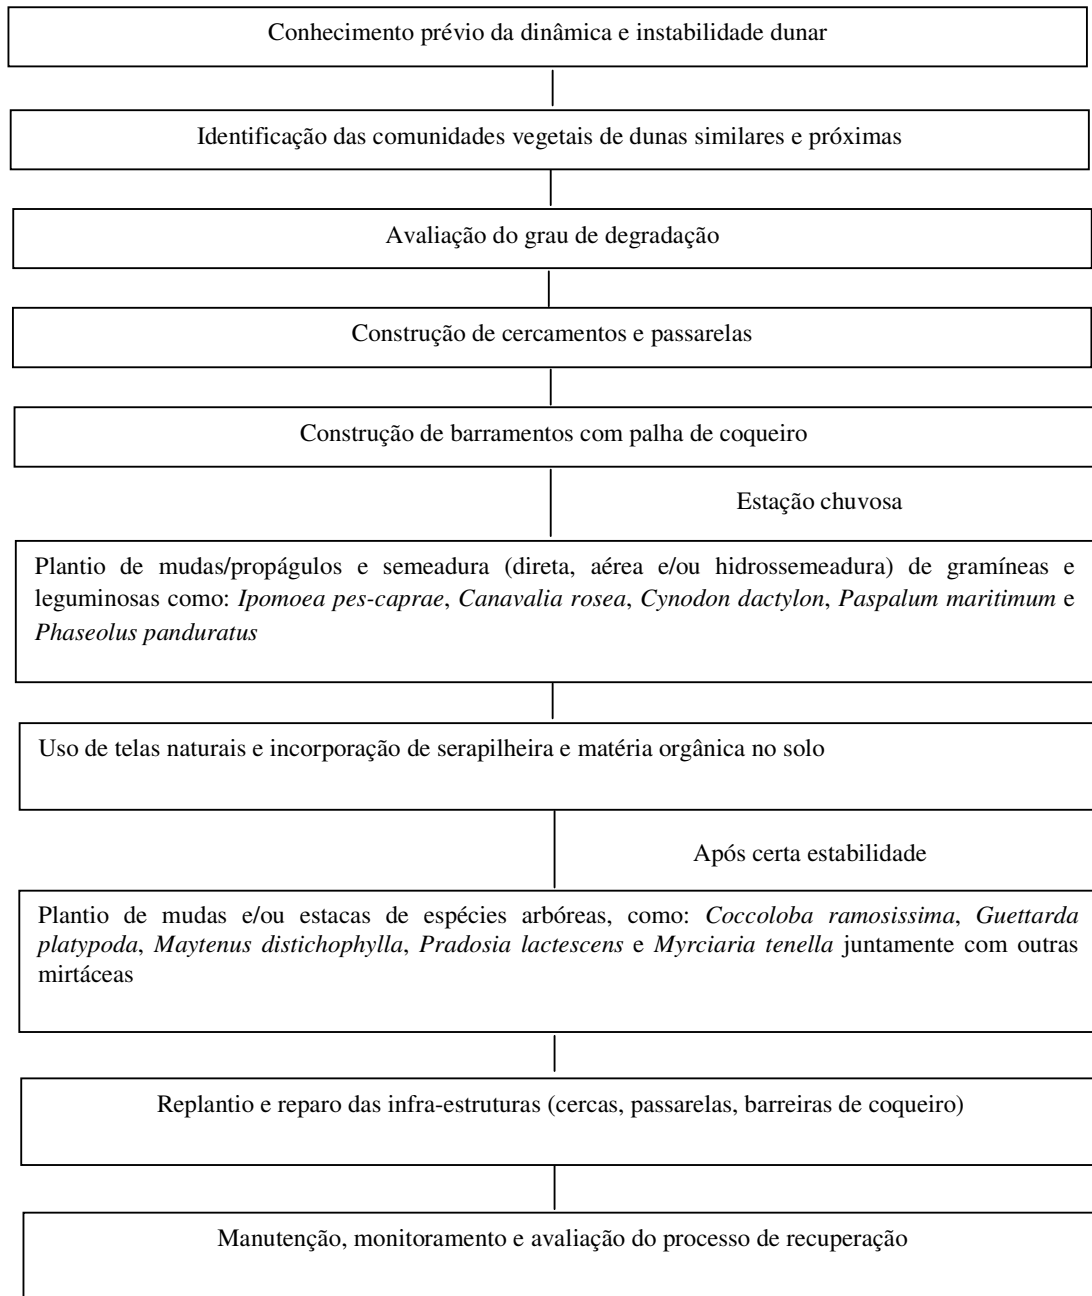 Conhecimento prévio da dinâmica e instabilidade dunar
Identificação das comunidades vegetais de dunas similares e próximas
Avaliação do grau de degradação
Construção de cercamentos e passarelas
Construção de barramentos com palha de coqueiro
Estação chuvosa
Plantio de mudas/propágulos e semeadura (direta, aérea e/ou hidrossemeadura) de gramíneas e
leguminosas como: Ipomoea pes-caprae, Canavalia rosea, Cynodon dactylon, Paspalum maritimum e
Phaseolus panduratus
Uso de telas naturais e incorporação de serapilheira e matéria orgânica no solo
Após certa estabilidade
Plantio de mudas e/ou estacas de espécies arbóreas, como: Coccoloba ramosissima, Guettarda
platypoda, Maytenus distichophylla, Pradosia lactescens e Myrciaria tenella juntamente com outras
mirtáceas
Replantio e reparo das infra-estruturas (cercas, passarelas, barreiras de coqueiro)
Manutenção, monitoramento e avaliação do processo de recuperação